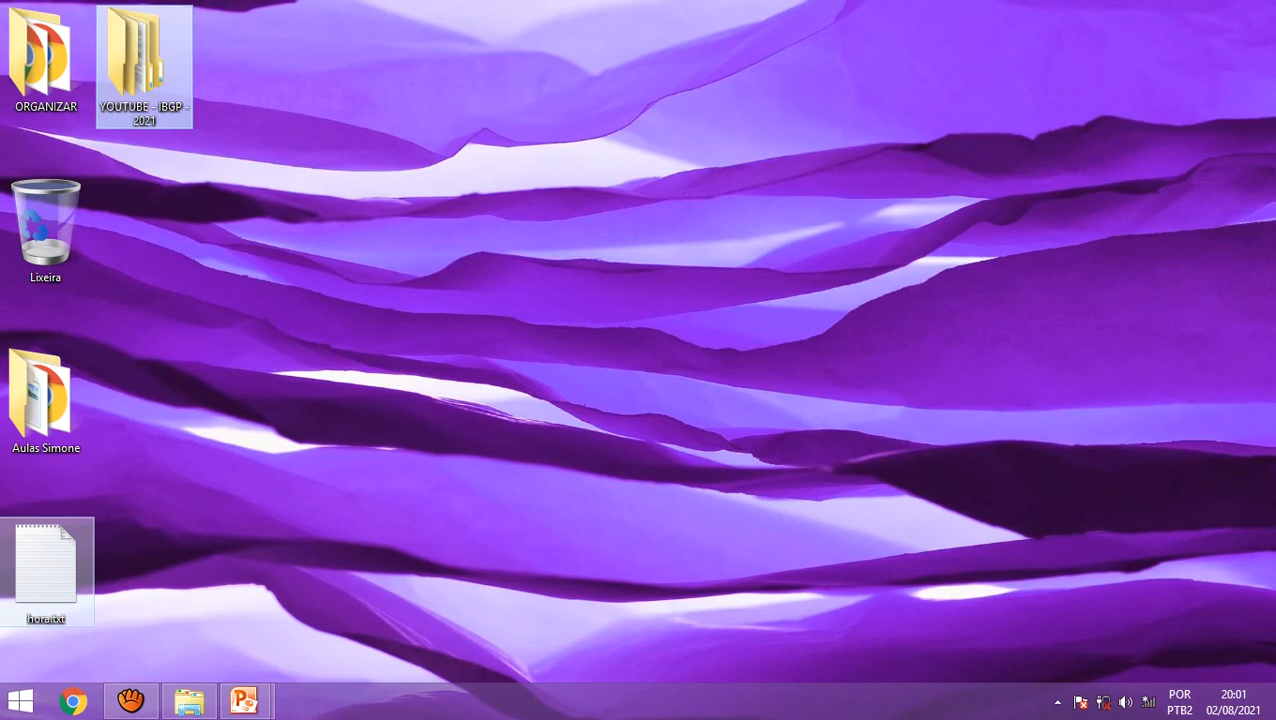 ORGANIZAR
YOUTUBE - IBGP -
2021
Lixeira
Aulas Simone
hora.txt
POR
PTB2
20:01
02/08/2021